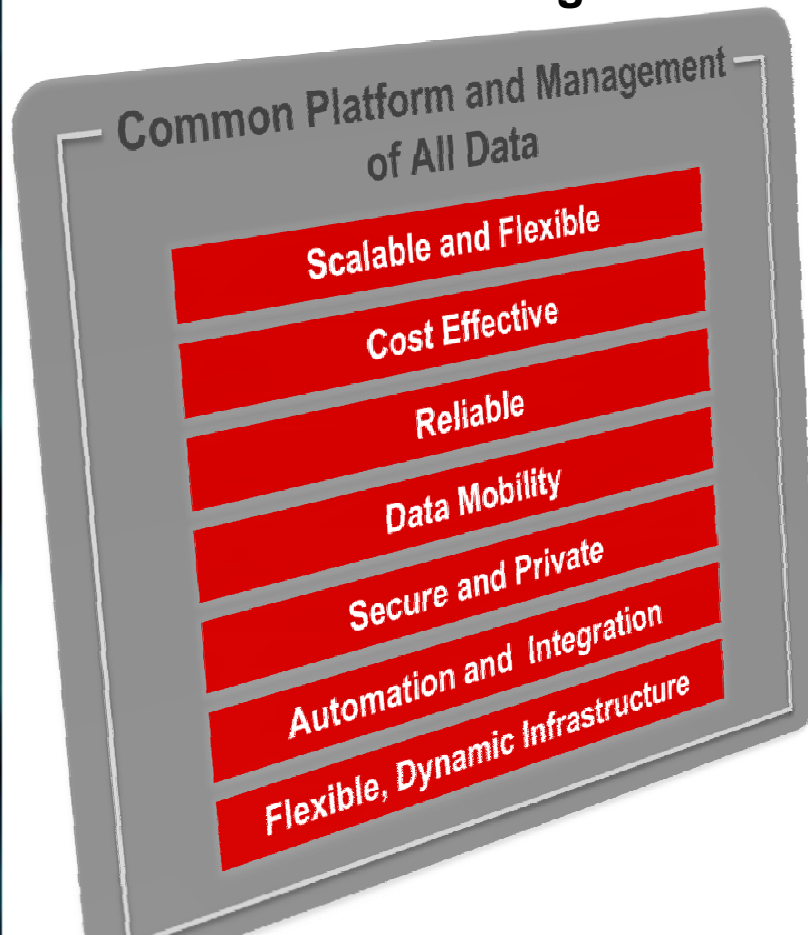 Common Platform and Management
of All Data
Scalable and Flexible
Cost Effective
Reliable
Data Mobility
Secure and Private
Automation and Integration
Flexible, Dynamic Infrastructure